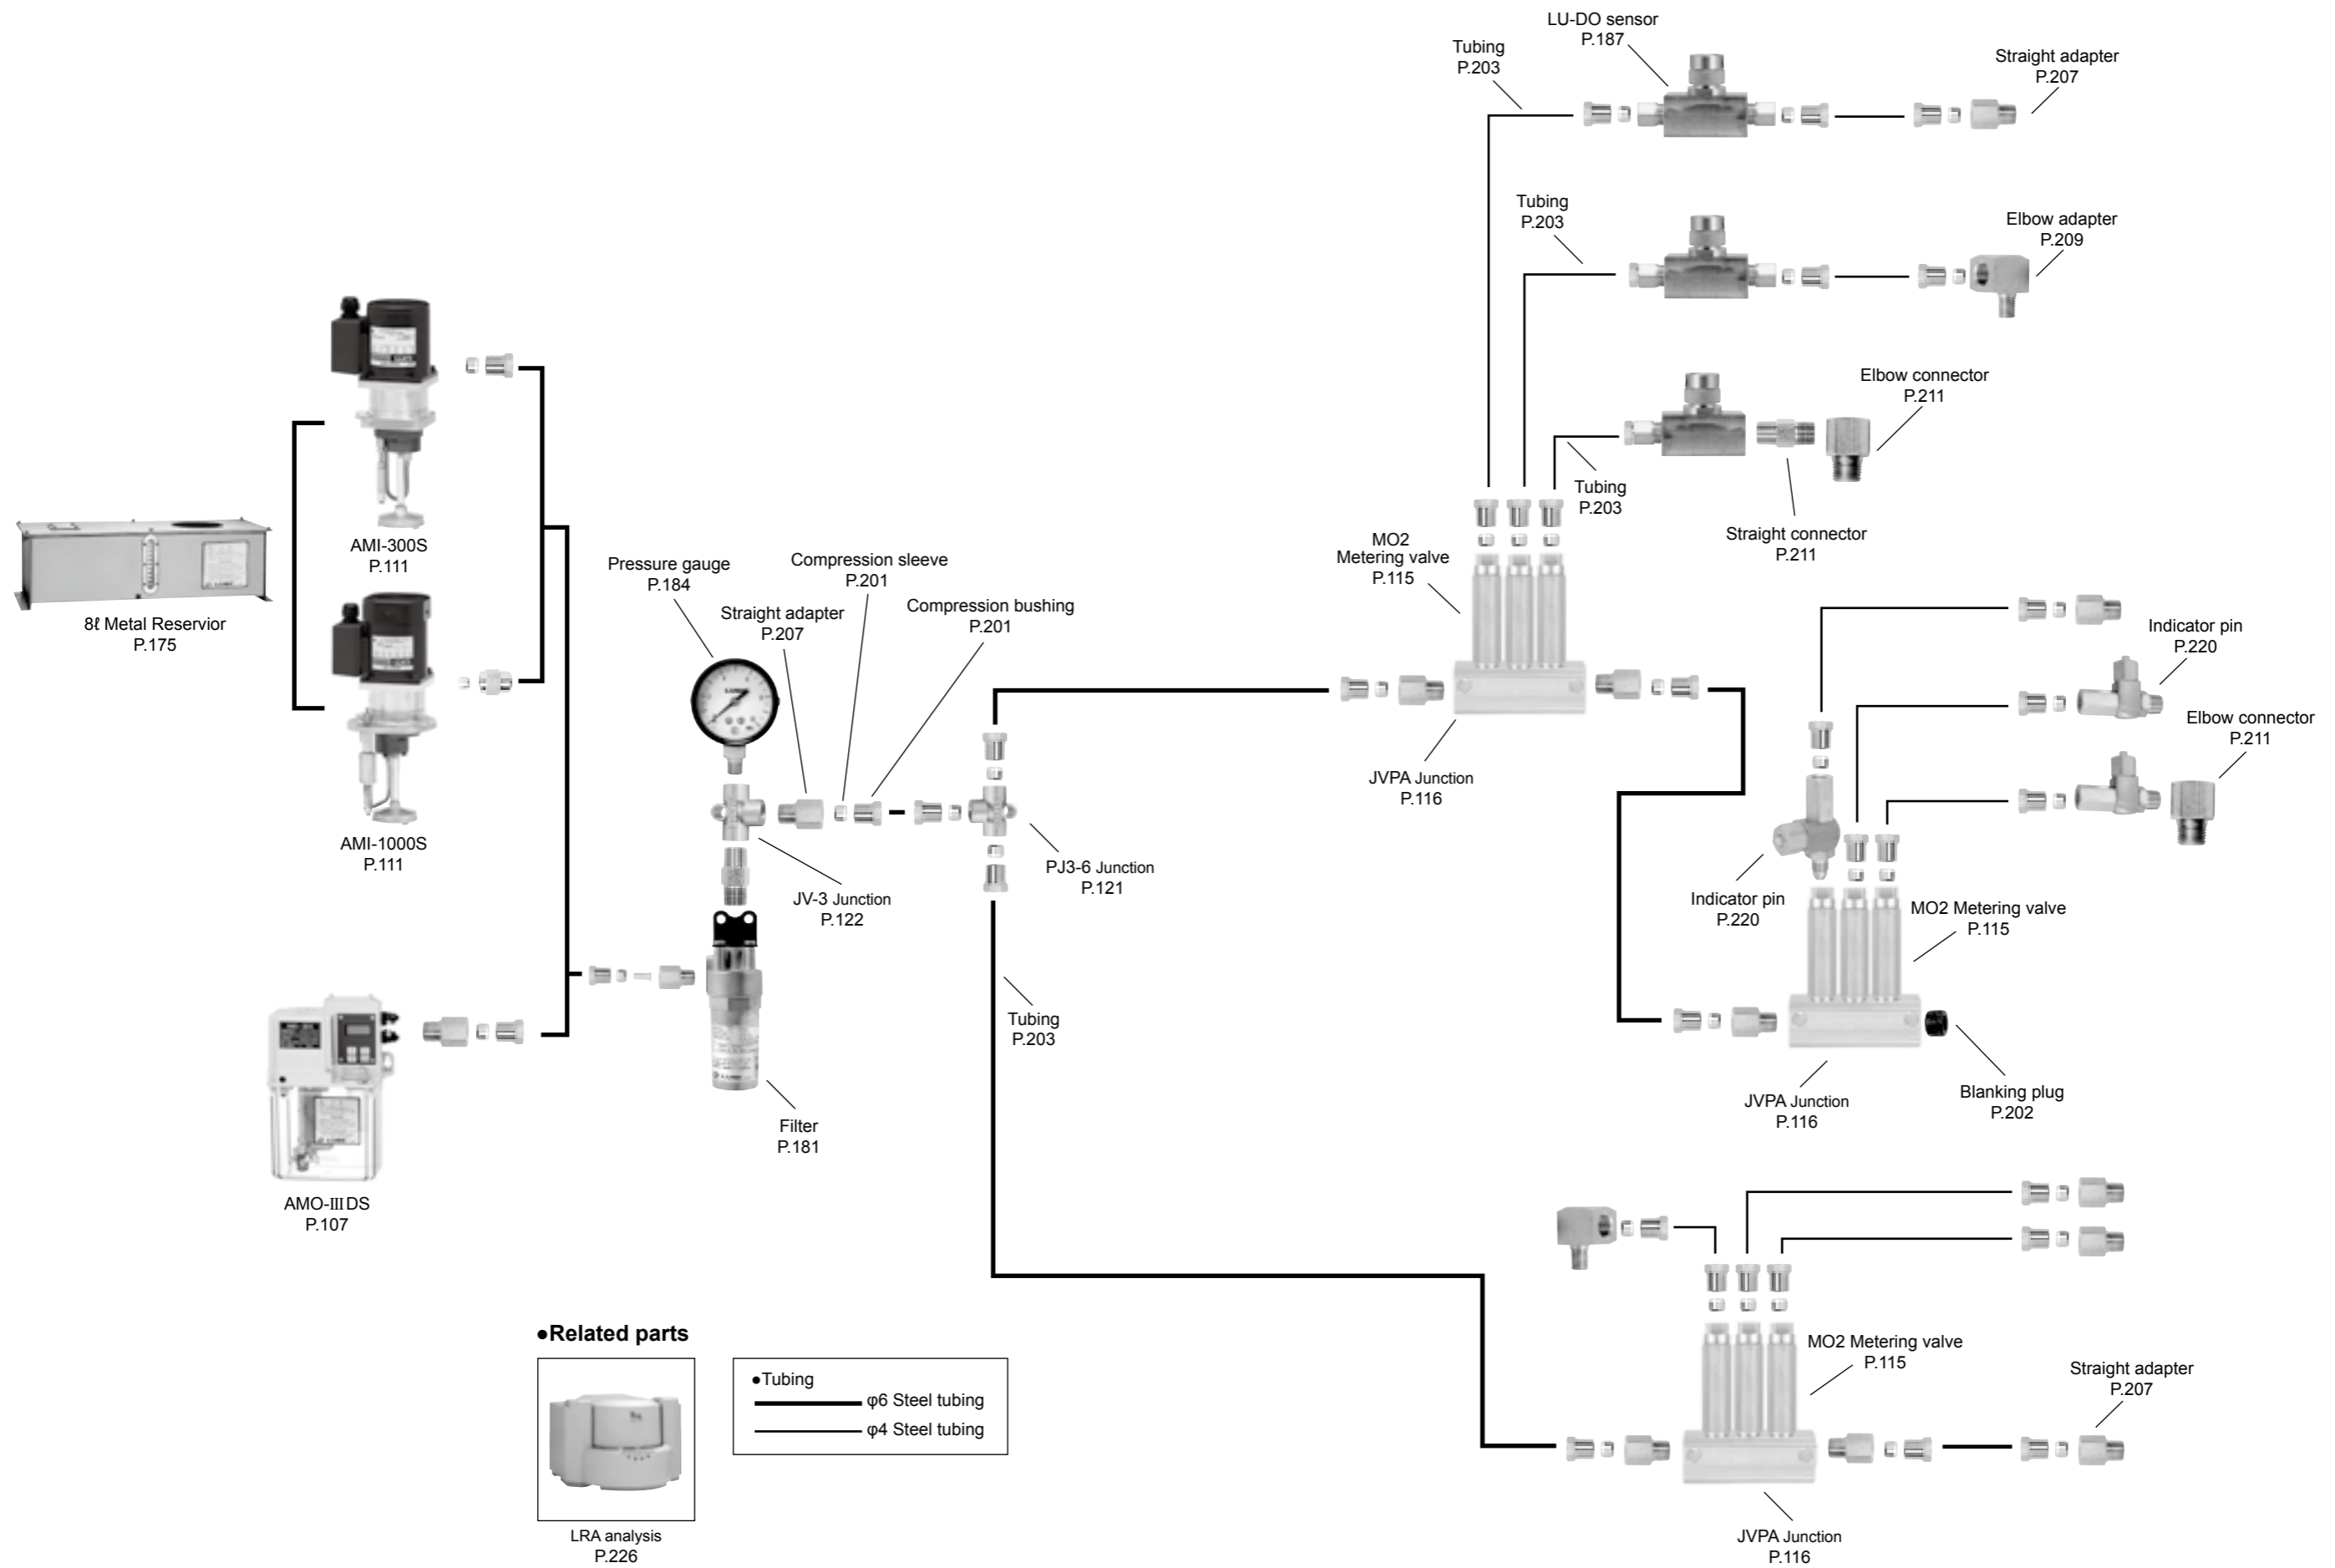 LU-DO sensor
P.187
Tubing
P.203
Straight adapter
P.207
Tubing
P.203
Elbow adapter
P.209
Elbow connector
P.211
Tubing
P.203
Straight connector
P.211
AMI-300S
P.111
8ℓ Metal Reservior
P.175
AMI-1000S
P.111
AMO-ⅢDS
P.107
Pressure gauge
P.184
Straight adapter
P.207
Compression sleeve
P.201
Compression bushing
P.201
JV-3 Junction
P.122
PJ3-6 Junction
P.121
Filter
P.181
Tubing
P.203
MO2
Metering valve
P.115
JVPA Junction
P.116
Indicator pin
P.220
Elbow connector
P.211
Indicator pin
P.220
MO2 Metering valve
P.115
JVPA Junction
P.116
Blanking plug
P.202
MO2 Metering valve
P.115
Straight adapter
P.207
JVPA Junction
P.116
●Related parts
LRA analysis
P.226
●Tubing
φ6 Steel tubing
φ4 Steel tubing